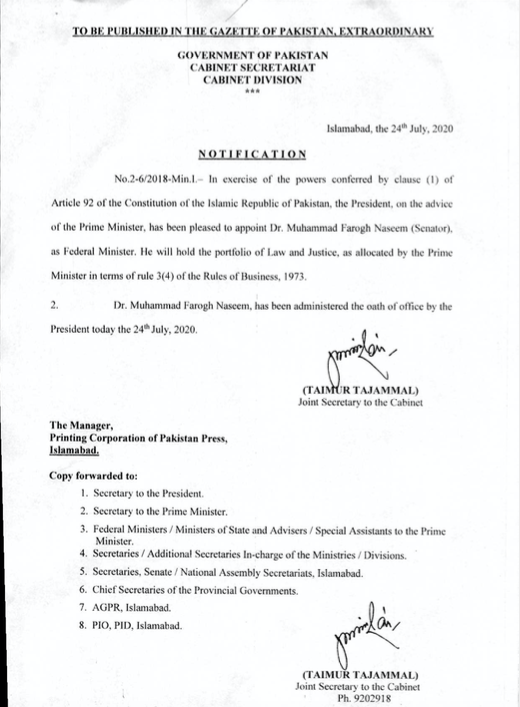 TO BE PUBLISHED IN THE GAZETTE OF PAKISTAN, EXTRAORDINARY
GOVERNMENT OF PAKISTAN
CABINET SECRETARIAT
CABINET DIVISION
***
Islamabad, the 24th July, 2020
NOTIFICATION
No.2-6/2018-Min.I.– In exercise of the powers conferred by clause (1) of
Article 92 of the Constitution of the Islamic Republic of Pakistan, the President, on the advice
of the Prime Minister, has been pleased to appoint Dr. Muhammad Farogh Naseem (Senator),
as Federal Minister. He will hold the portfolio of Law and Justice, as allocated by the Prime
Minister in terms of rule 3(4) of the Rules of Business, 1973.
2. Dr. Muhammad Farogh Naseem, has been administered the oath of office by the
President today the 24th July, 2020.
(TAIMUR TAJAMMAL)
Joint Secretary to the Cabinet
The Manager,
Printing Corporation of Pakistan Press,
Islamabad.
Copy forwarded to:
1. Secretary to the President.
2. Secretary to the Prime Minister.
3. Federal Ministers / Ministers of State and Advisers / Special Assistants to the Prime
Minister.
4. Secretaries / Additional Secretaries In-charge of the Ministries / Divisions.
5. Secretaries, Senate / National Assembly Secretariats, Islamabad.
6. Chief Secretaries of the Provincial Governments.
7. AGPR, Islamabad.
8. PIO, PID, Islamabad.
(TAIMUR TAJAMMAL)
Joint Secretary to the Cabinet
Ph. 9202918